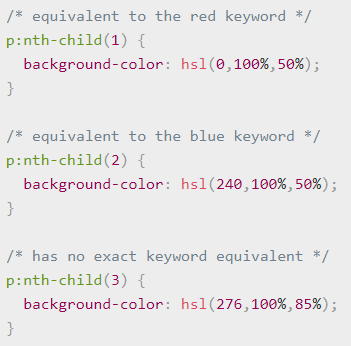 /* equivalent to the red keyword */
p:nth-child(1) {
  background-color: hsl(0,100%,50%);
}

/* equivalent to the blue keyword */
p:nth-child(2) {
  background-color: hsl(240,100%,50%);
}

/* has no exact keyword equivalent */
p:nth-child(3) {
  background-color: hsl(276,100%,85%);
}